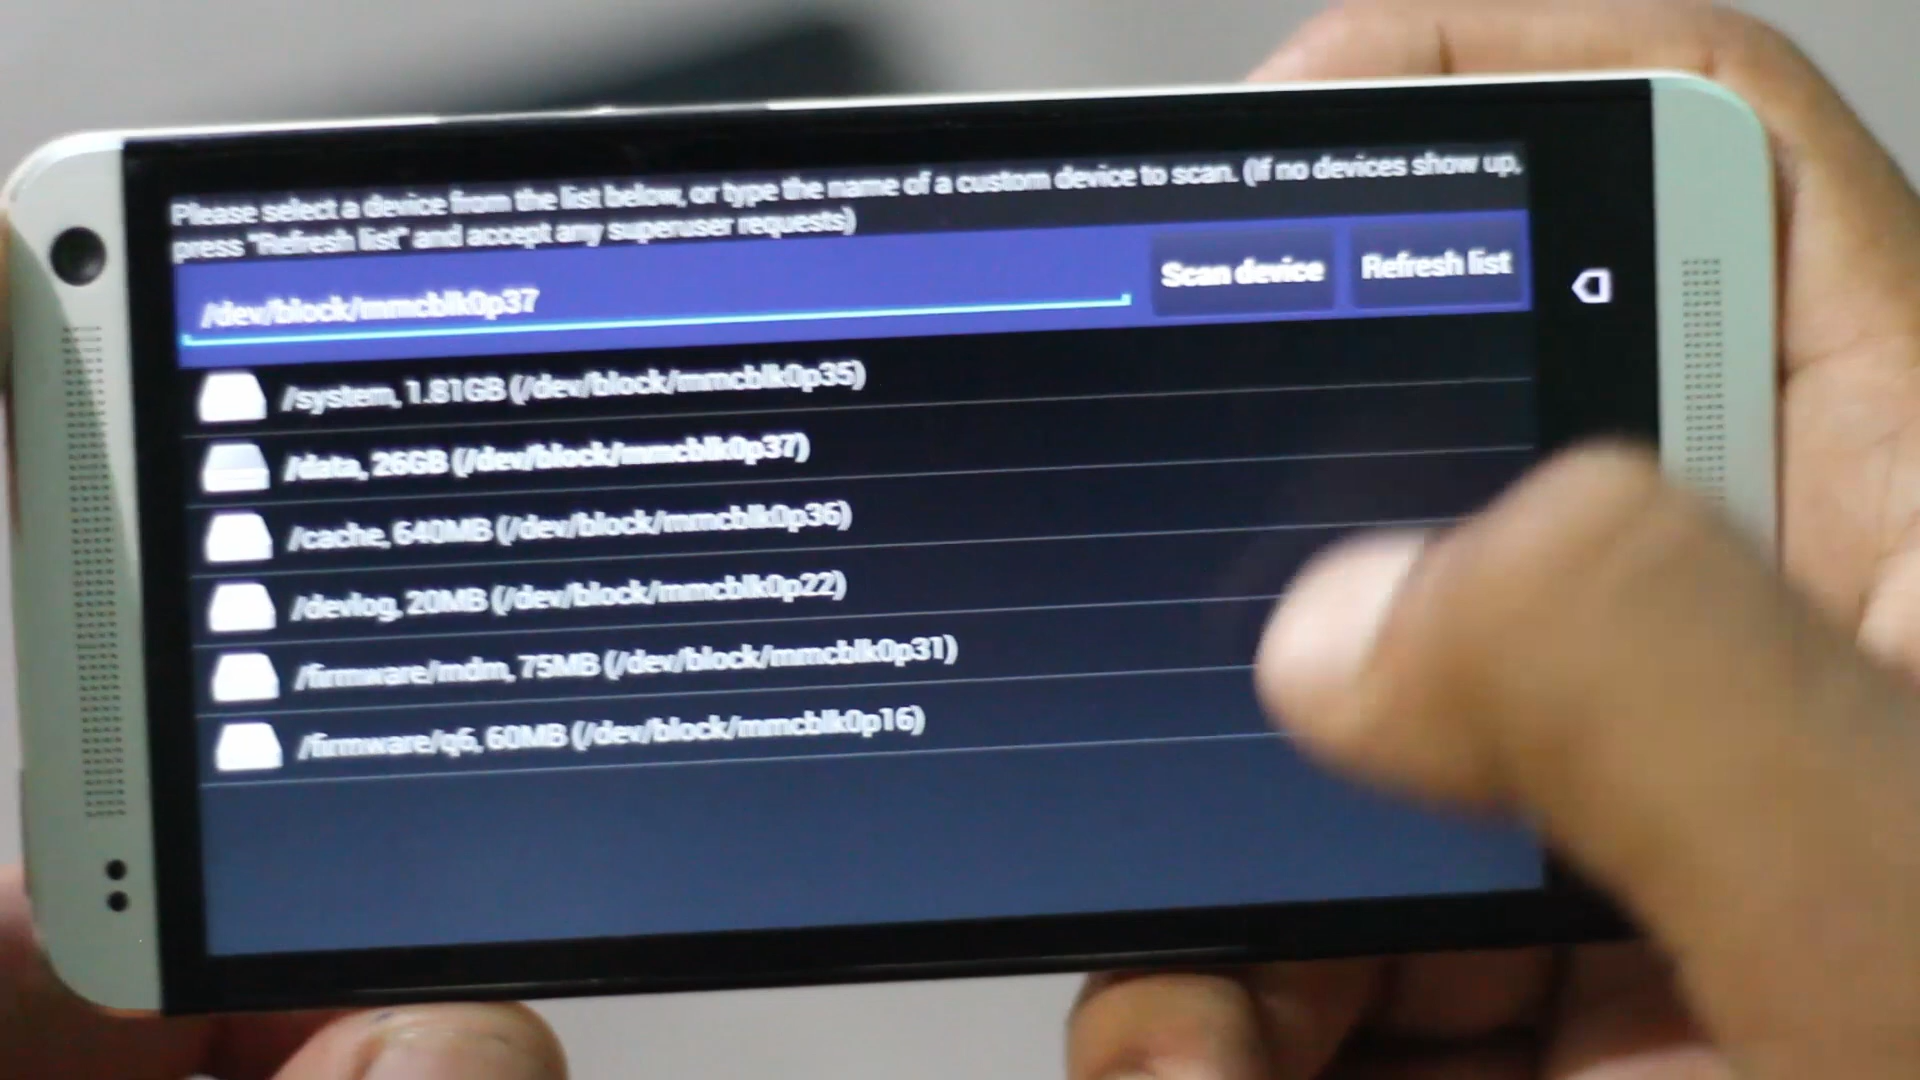 Please select a device from the list below, or type the name of a custom device to scan. (If no devices show up,
press "Refresh list" and accept any superuser requests)
/dev/block/mmcblk0p37
Scan device
Refresh list
/system, 1.81GB (/dev/block/mmcblk0p35)
/data, 26GB (/dev/block/mmcblk0p37)
/cache, 640MB (/dev/block/mmcblk0p36)
/devlog, 20MB (/dev/block/mmcblk0p22)
/firmware/mdm, 75MB (/dev/block/mmcblk0p31)
/firmware/q6, 60MB (/dev/block/mmcblk0p16)